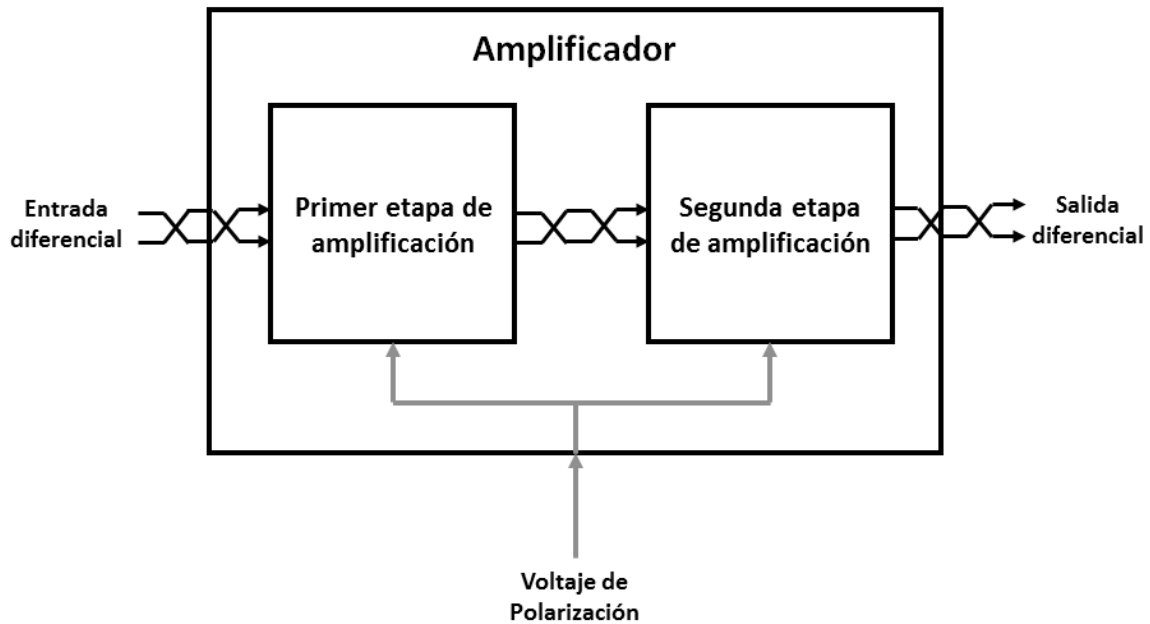 Amplificador
Entrada
diferencial
Primer etapa de
amplificación
Segunda etapa
de amplificación
Salida
diferencial
Voltaje de
Polarización